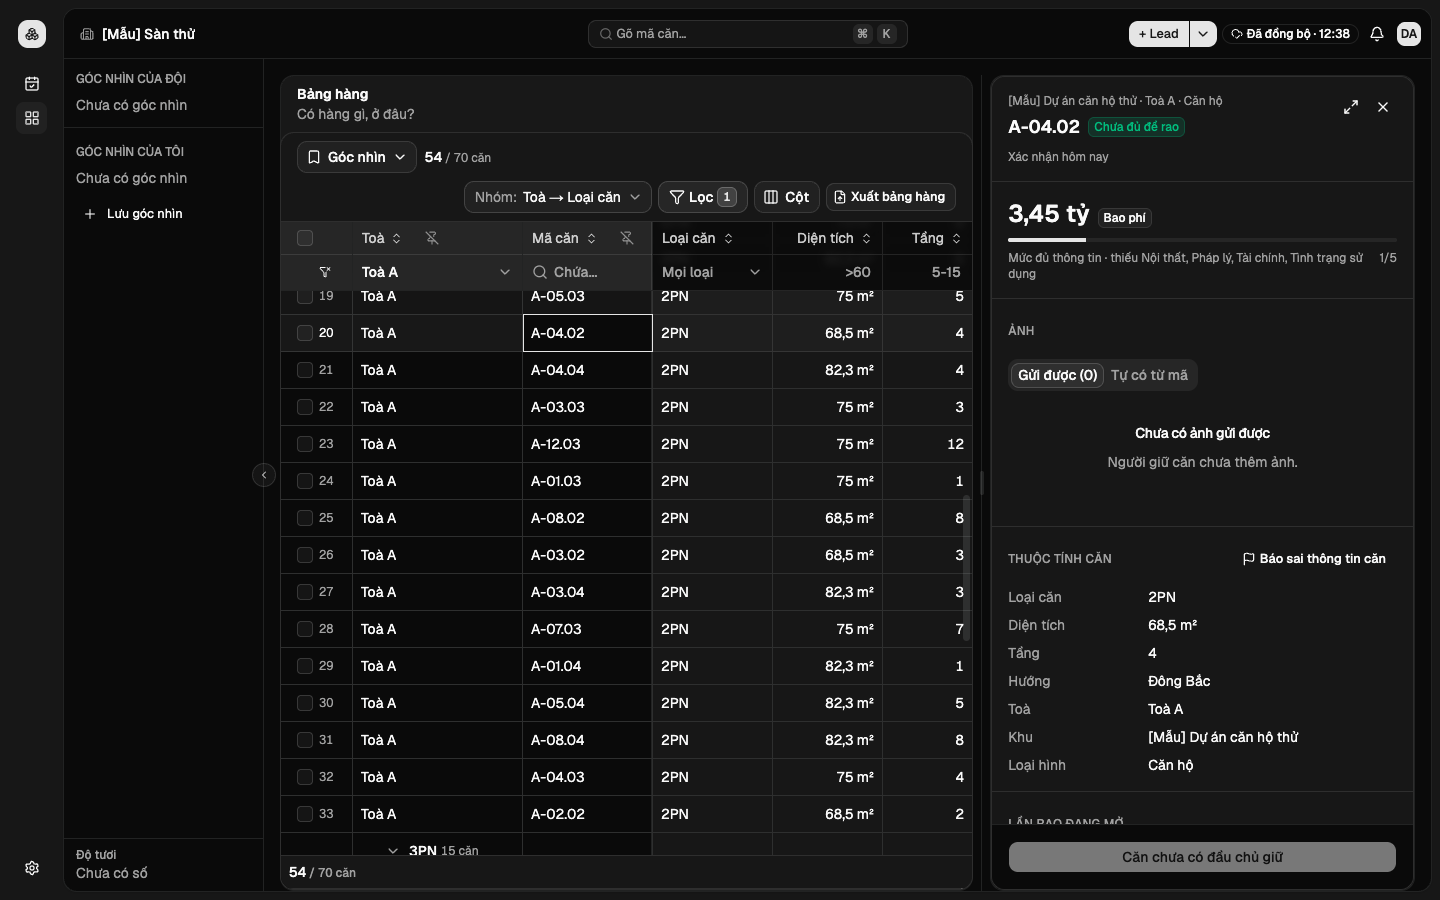 [Mẫu] Sàn thử
Gõ mã căn...
⌘ K
+ Lead
Đã đồng bộ · 12:38
DA
GÓC NHÌN CỦA ĐỘI
Chưa có góc nhìn
GÓC NHÌN CỦA TÔI
Chưa có góc nhìn
+ Lưu góc nhìn
Độ tươi
Chưa có số
Bảng hàng
Có hàng gì, ở đâu?
Góc nhìn
54 / 70 căn
Nhóm: Toà → Loại căn
Lọc 1
Cột
Xuất bảng hàng
Toà Mã căn Loại căn Diện tích Tầng
Toà A Chứa... Mọi loại >60 5-15
19 Toà A A-05.03 2PN 75 m² 5
20 Toà A A-04.02 2PN 68,5 m² 4
21 Toà A A-04.04 2PN 82,3 m² 4
22 Toà A A-03.03 2PN 75 m² 3
23 Toà A A-12.03 2PN 75 m² 12
24 Toà A A-01.03 2PN 75 m² 1
25 Toà A A-08.02 2PN 68,5 m² 8
26 Toà A A-03.02 2PN 68,5 m² 3
27 Toà A A-03.04 2PN 82,3 m² 3
28 Toà A A-07.03 2PN 75 m² 7
29 Toà A A-01.04 2PN 82,3 m² 1
30 Toà A A-05.04 2PN 82,3 m² 5
31 Toà A A-08.04 2PN 82,3 m² 8
32 Toà A A-04.03 2PN 75 m² 4
33 Toà A A-02.02 2PN 68,5 m² 2
3PN 15 căn
54 / 70 căn
[Mẫu] Dự án căn hộ thử · Toà A · Căn hộ
A-04.02 Chưa đủ để rao
Xác nhận hôm nay
3,45 tỷ Bao phí
Mức đủ thông tin · thiếu Nội thất, Pháp lý, Tài chính, Tình trạng sử dụng 1/5
ẢNH
Gửi được (0) Tự có từ mã
Chưa có ảnh gửi được
Người giữ căn chưa thêm ảnh.
THUỘC TÍNH CĂN
Báo sai thông tin căn
Loại căn 2PN
Diện tích 68,5 m²
Tầng 4
Hướng Đông Bắc
Toà Toà A
Khu [Mẫu] Dự án căn hộ thử
Loại hình Căn hộ
LẦN RAO ĐANG MỞ
Căn chưa có đầu chủ giữ